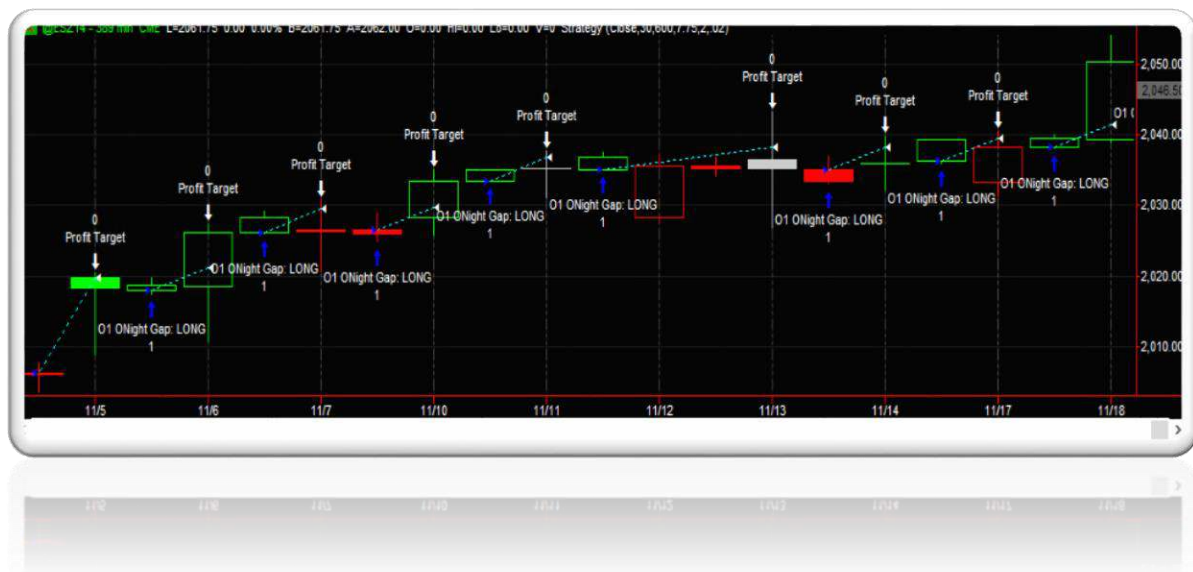 @ESZ14 - 389 min CME L=2061.75 0.00 0.00% B=2061.75 A=2062.00 O=0.00 Hi=0.00 Lo=0.00 V=0 Strategy (Close,30,600,7.75,2,.02)
2,050.00
2,046.50
2,040.00
2,030.00
2,020.00
2,010.00
0
Profit Target
0
Profit Target
0
Profit Target
0
Profit Target
0
Profit Target
0
Profit Target
0
Profit Target
0
Profit Target
O1 ONight Gap: LONG
1
O1 ONight Gap: LONG
1
O1 ONight Gap: LONG
1
O1 ONight Gap: LONG
1
O1 ONight Gap: LONG
1
O1 ONight Gap: LONG
1
O1 ONight Gap: LONG
1
O1 ONight Gap: LONG
1
11/5 11/6 11/7 11/10 11/11 11/12 11/13 11/14 11/17 11/18